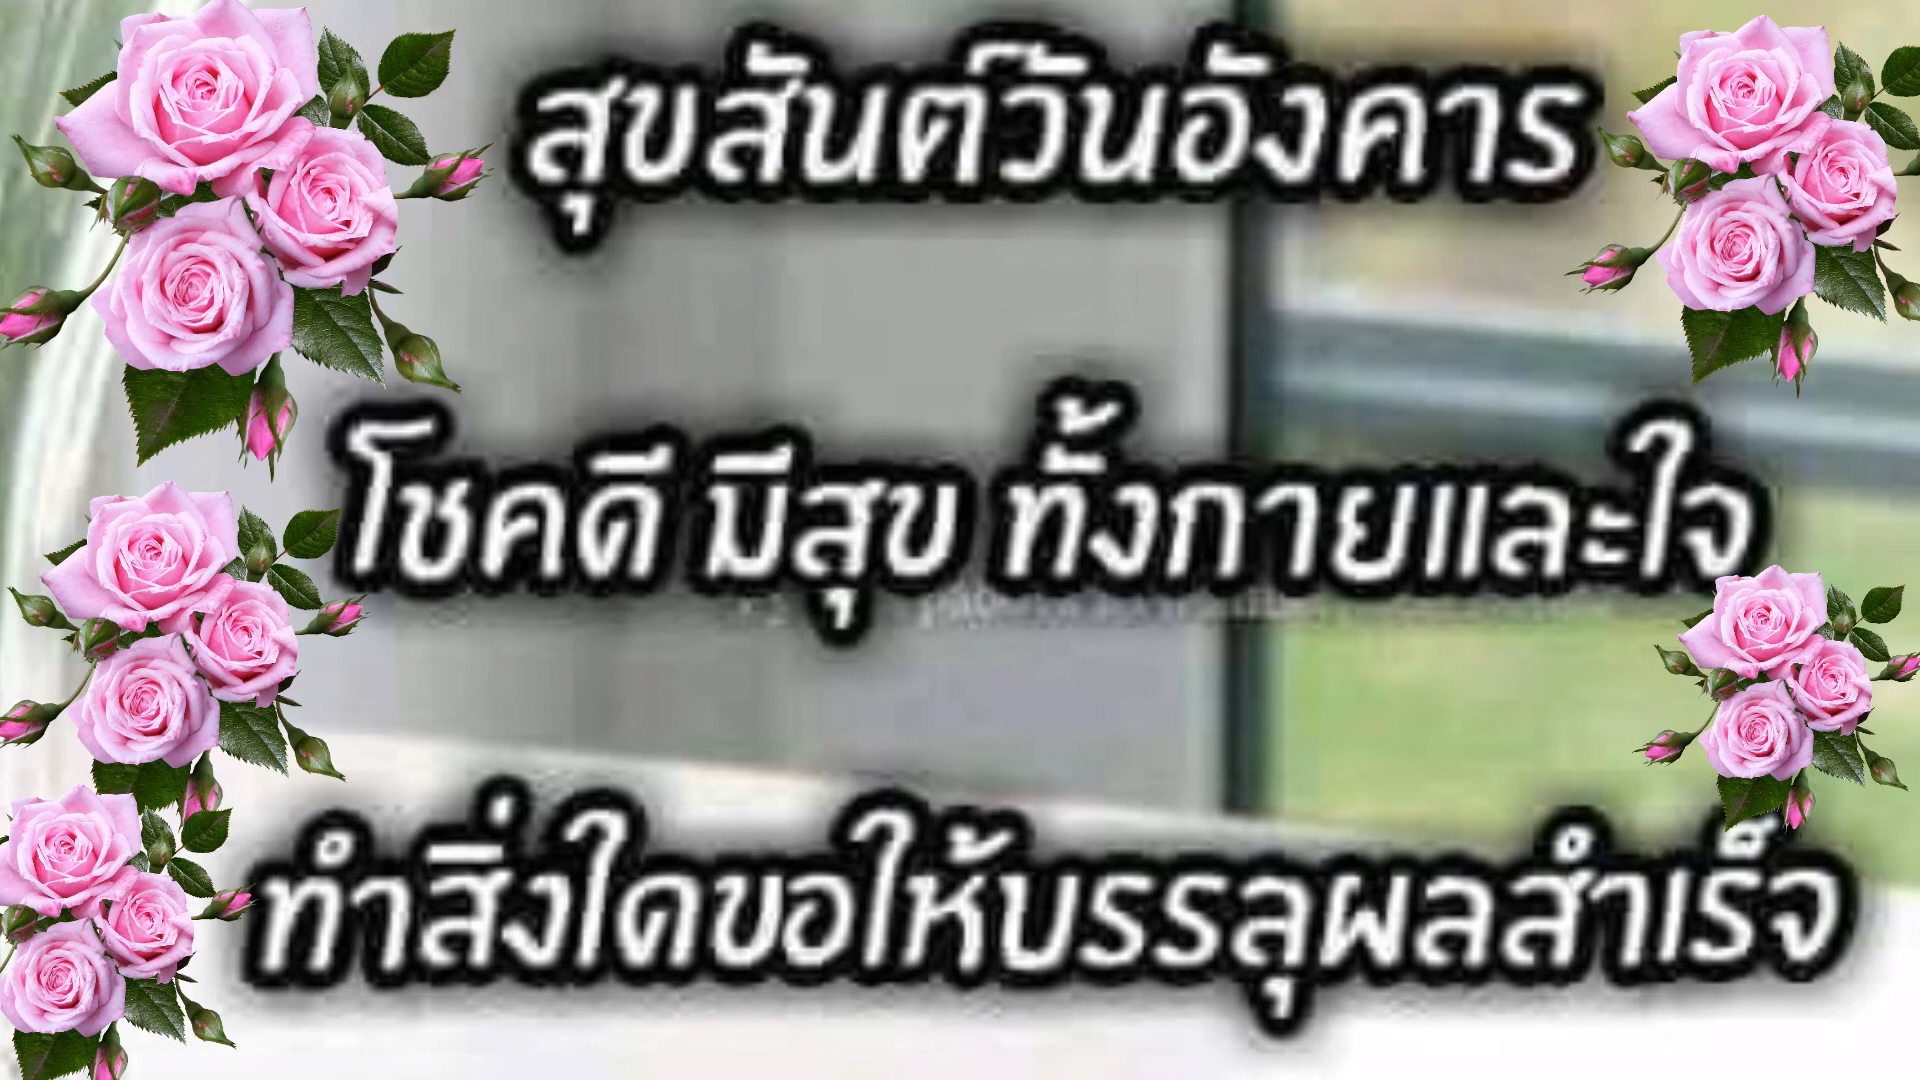 สุขสันต์วันอังคาร
โชคดี มีสุข ทั้งกายและใจ
ทำสิ่งใดขอให้บรรลุผลสำเร็จ